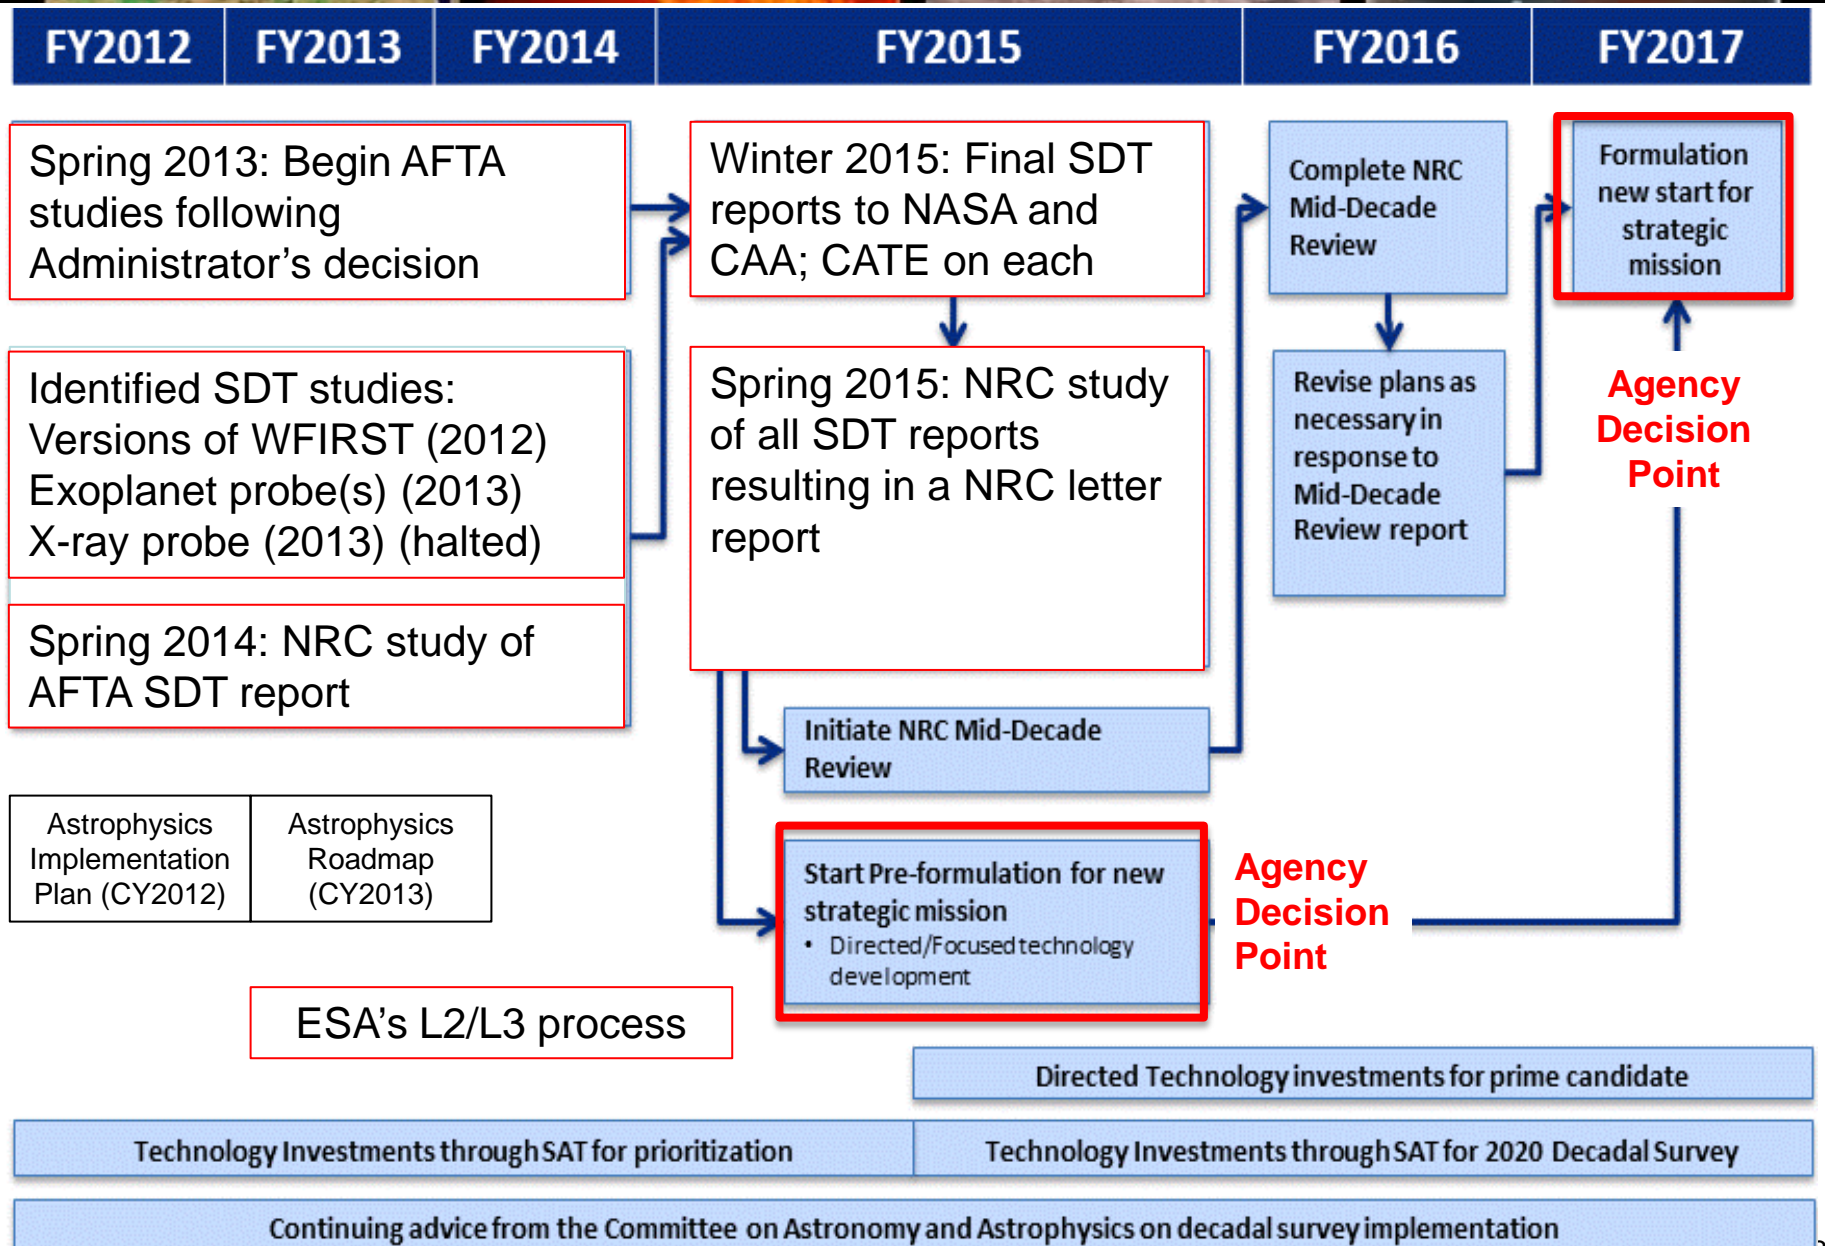 FY2012 FY2013 FY2014 FY2015 FY2016 FY2017
Spring 2013: Begin AFTA
studies following
Administrator’s decision
Winter 2015: Final SDT
reports to NASA and
CAA; CATE on each
Complete NRC
Mid-Decade
Review
Formulation
new start for
strategic
mission
Identified SDT studies:
Versions of WFIRST (2012)
Exoplanet probe(s) (2013)
X-ray probe (2013) (halted)
Spring 2015: NRC study
of all SDT reports
resulting in a NRC letter
report
Revise plans as
necessary in
response to
Mid-Decade
Review report
Agency
Decision
Point
Spring 2014: NRC study of
AFTA SDT report
Initiate NRC Mid-Decade
Review
Astrophysics
Implementation
Plan (CY2012)
Astrophysics
Roadmap
(CY2013)
Start Pre-formulation for new
strategic mission
• Directed/Focused technology
development
Agency
Decision
Point
ESA’s L2/L3 process
Directed Technology investments for prime candidate
Technology Investments through SAT for prioritization
Technology Investments through SAT for 2020 Decadal Survey
Continuing advice from the Committee on Astronomy and Astrophysics on decadal survey implementation